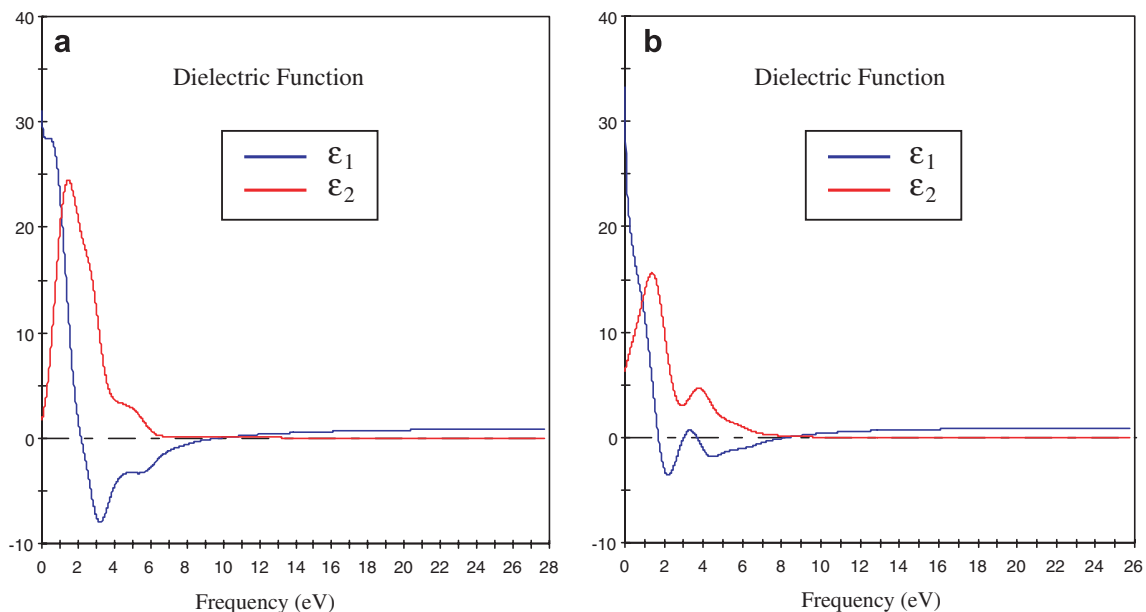 a
Dielectric Function
ε1
ε2
40
30
20
10
0
-10
0 2 4 6 8 10 12 14 16 18 20 22 24 26 28
Frequency (eV)
b
Dielectric Function
ε1
ε2
40
30
20
10
0
-10
0 2 4 6 8 10 12 14 16 18 20 22 24 26
Frequency (eV)